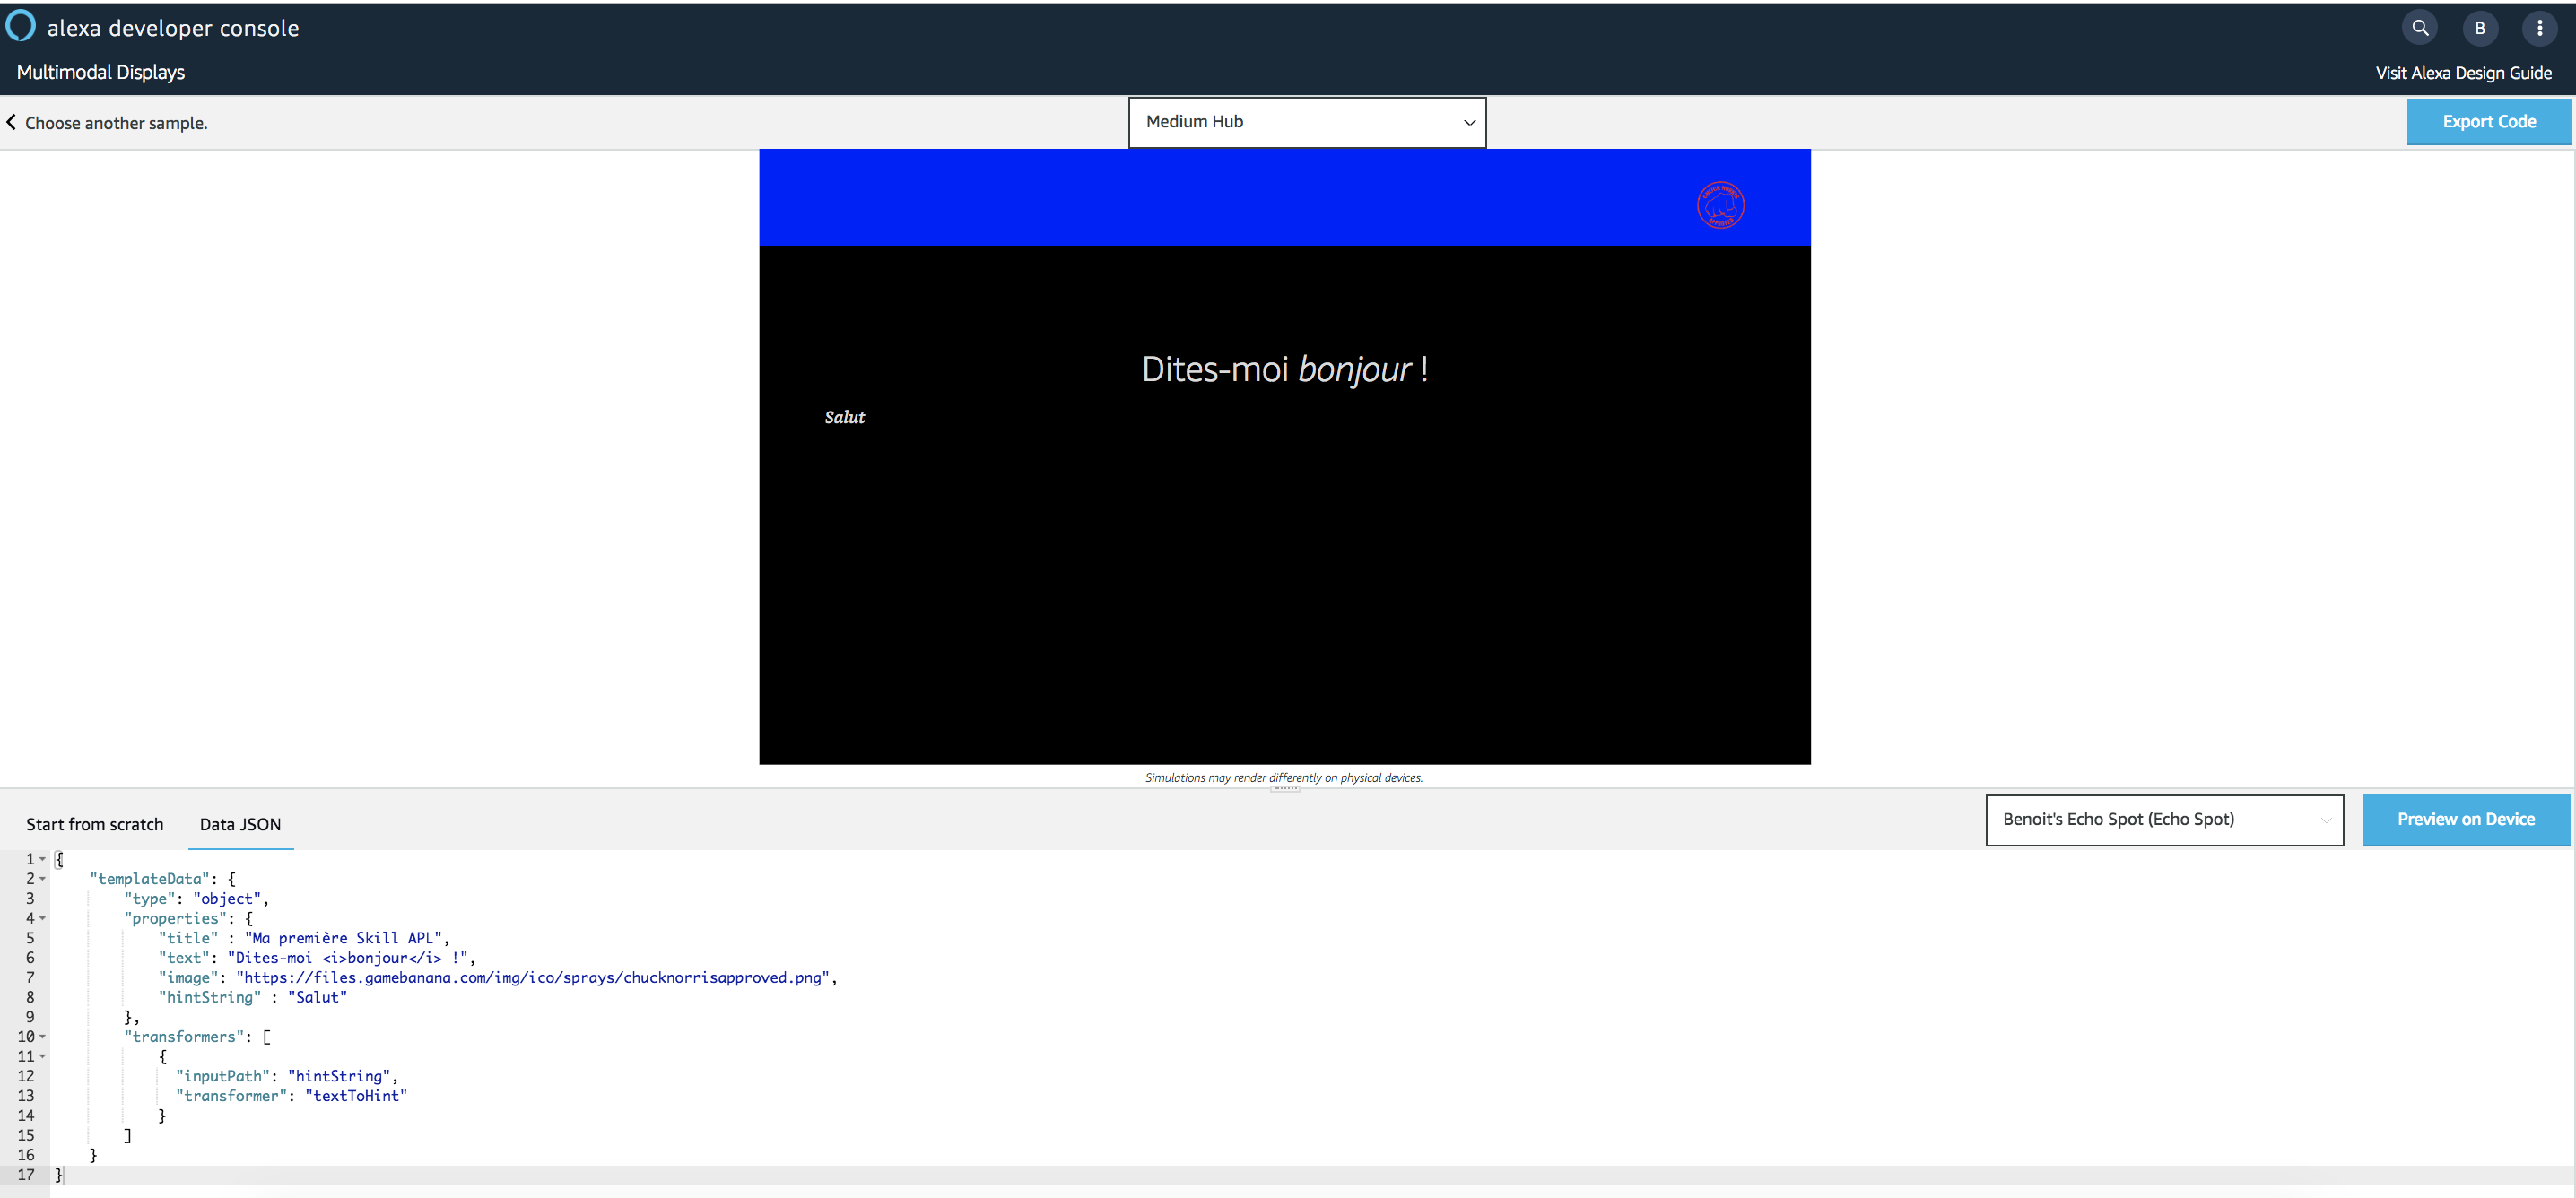 alexa developer console
B
Multimodal Displays
Visit Alexa Design Guide
Choose another sample.
Medium Hub
Export Code
CHUCK NORRIS
APPROVED
Dites-moi bonjour !
Salut
Simulations may render differently on physical devices.
Start from scratch
Data JSON
Benoit's Echo Spot (Echo Spot)
Preview on Device
1 {
2 "templateData": {
3 "type": "object",
4 "properties": {
5 "title" : "Ma première Skill APL",
6 "text": "Dites-moi <i>bonjour</i> !",
7 "image": "https://files.gamebanana.com/img/ico/sprays/chucknorrisapproved.png",
8 "hintString" : "Salut"
9 },
10 "transformers": [
11 {
12 "inputPath": "hintString",
13 "transformer": "textToHint"
14 }
15 ]
16 }
17 }